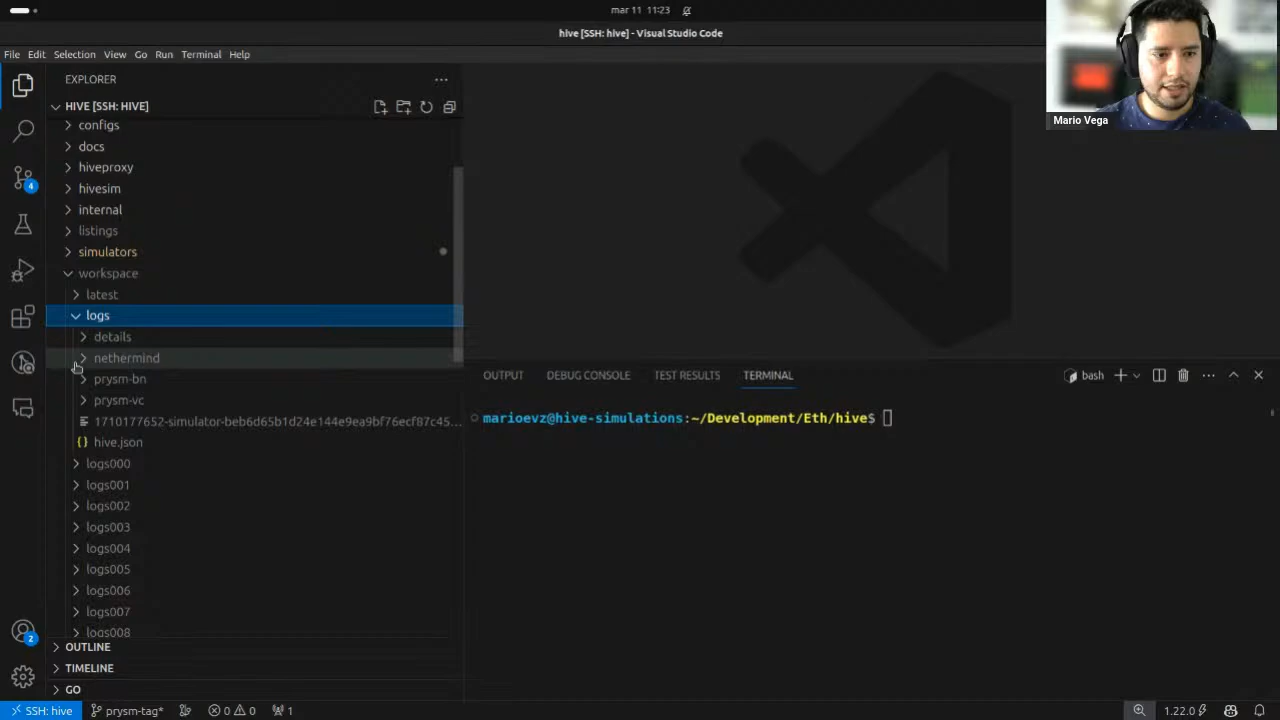 mar 11 11:23
hive [SSH: hive] - Visual Studio Code
File Edit Selection View Go Run Terminal Help
Mario Vega
EXPLORER
HIVE [SSH: HIVE]
configs
docs
hiveproxy
hivesim
internal
listings
simulators
workspace
latest
logs
details
nethermind
prysm-bn
prysm-vc
1710177652-simulator-beb6d65b1d24e144e9ea9bf76ecf87c45...
hive.json
logs000
logs001
logs002
logs003
logs004
logs005
logs006
logs007
logs008
OUTLINE
TIMELINE
GO
4
2
OUTPUT DEBUG CONSOLE TEST RESULTS TERMINAL
bash
marioevz@hive-simulations:~/Development/Eth/hive$
SSH: hive prysm-tag* 0 0 1 1.22.0